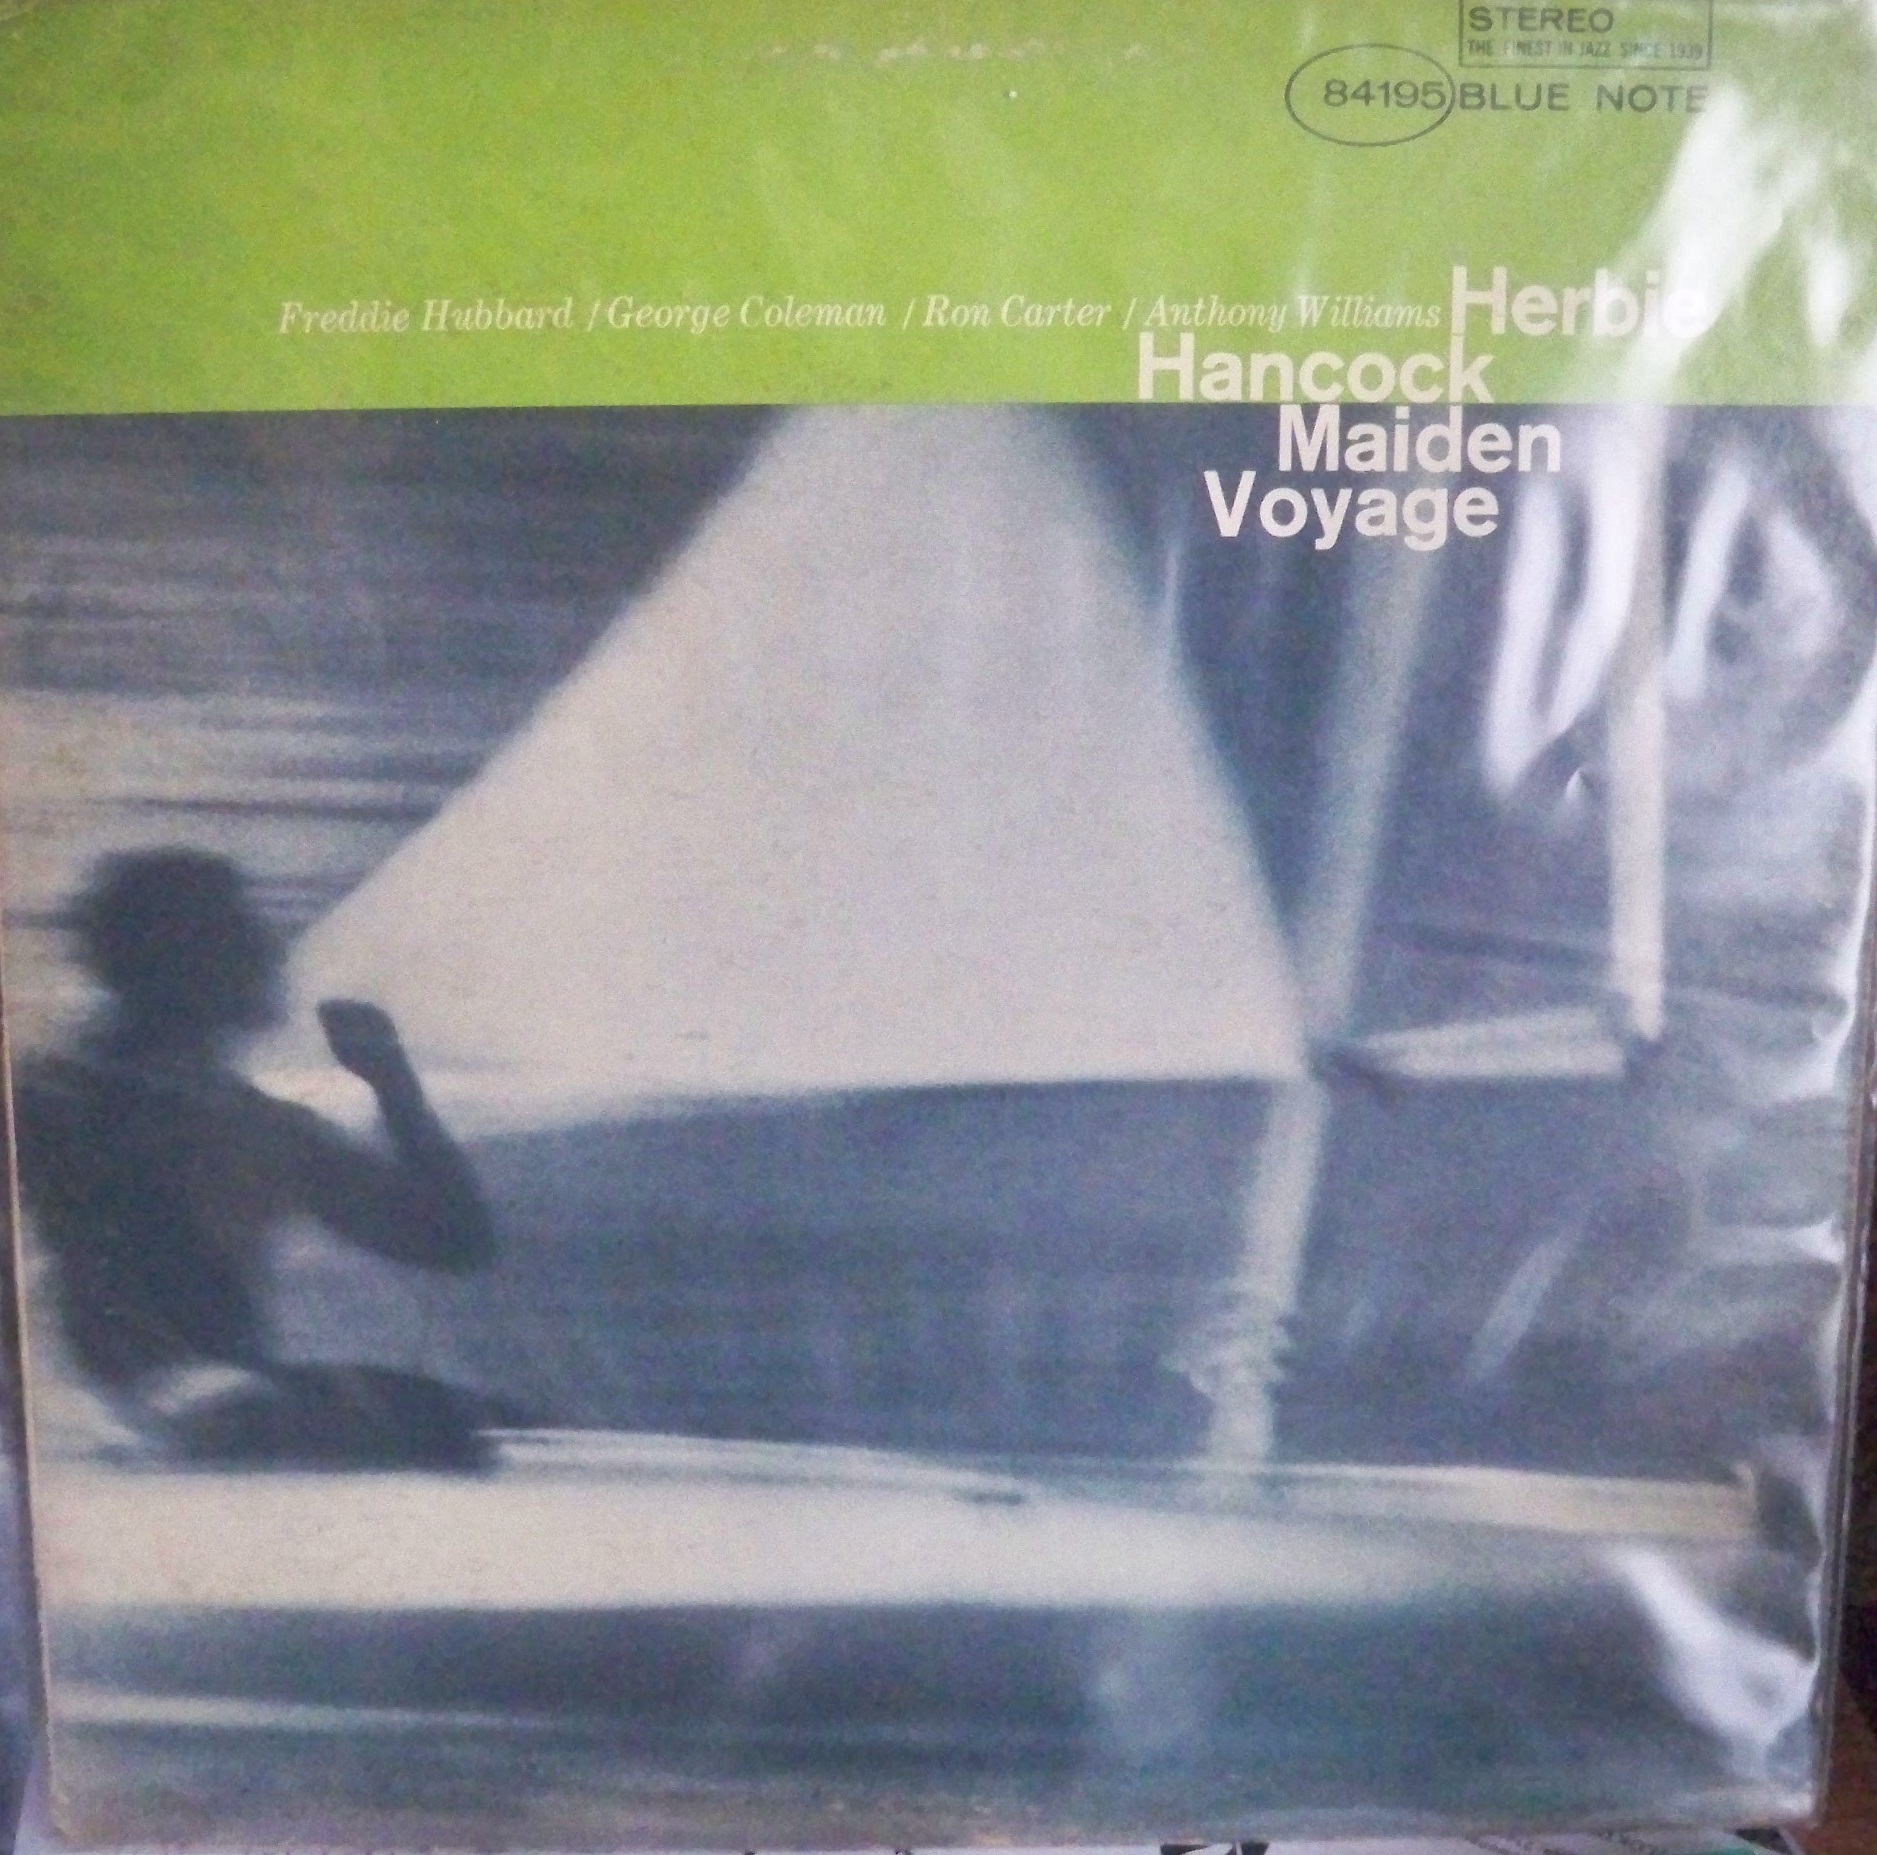 STEREO
THE FINEST IN JAZZ SINCE 1939
84195 BLUE NOTE
Freddie Hubbard / George Coleman / Ron Carter / Anthony Williams Herbie
Hancock
Maiden
Voyage